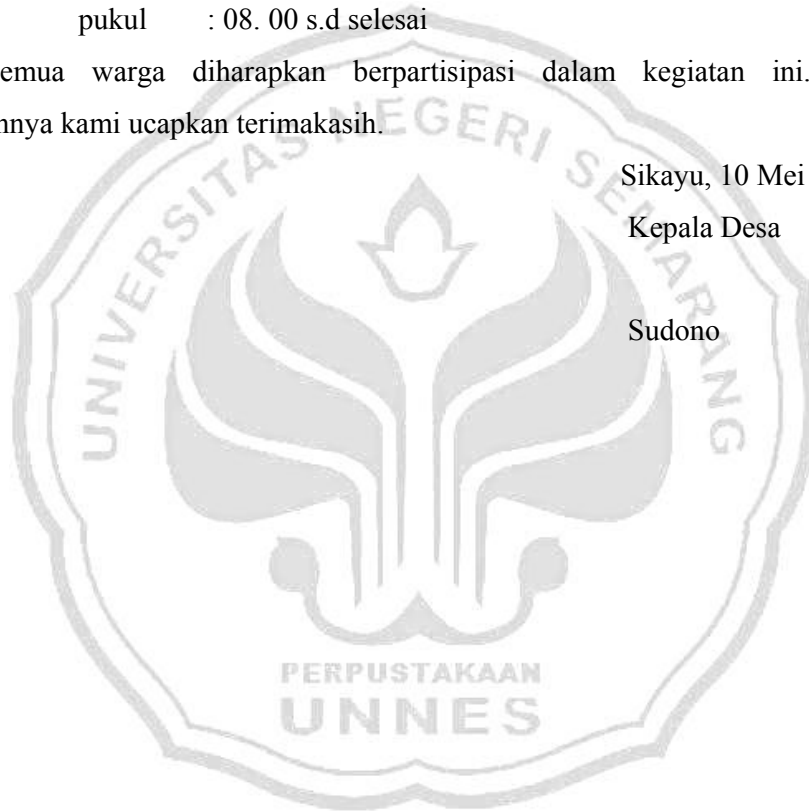 pukul : 08. 00 s.d selesai
emua warga diharapkan berpartisipasi dalam kegiatan ini.
nnya kami ucapkan terimakasih.
Sikayu, 10 Mei
Kepala Desa
Sudono
UNIVERSITAS NEGERI SEMARANG
PERPUSTAKAAN
UNNES